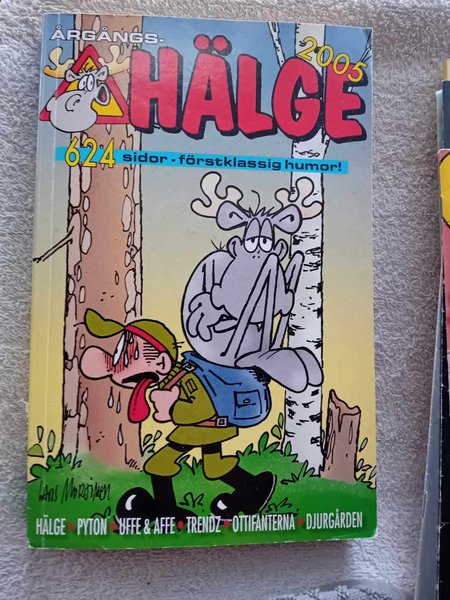 ÅRGÅNGS-
HÄLGE
2005
624 sidor - förstklassig humor!
LARS MORTIMER
HÄLGE • PYTON • UFFE & AFFE • TRENDZ • OTTIFANTERNA • DJURGÅRDEN